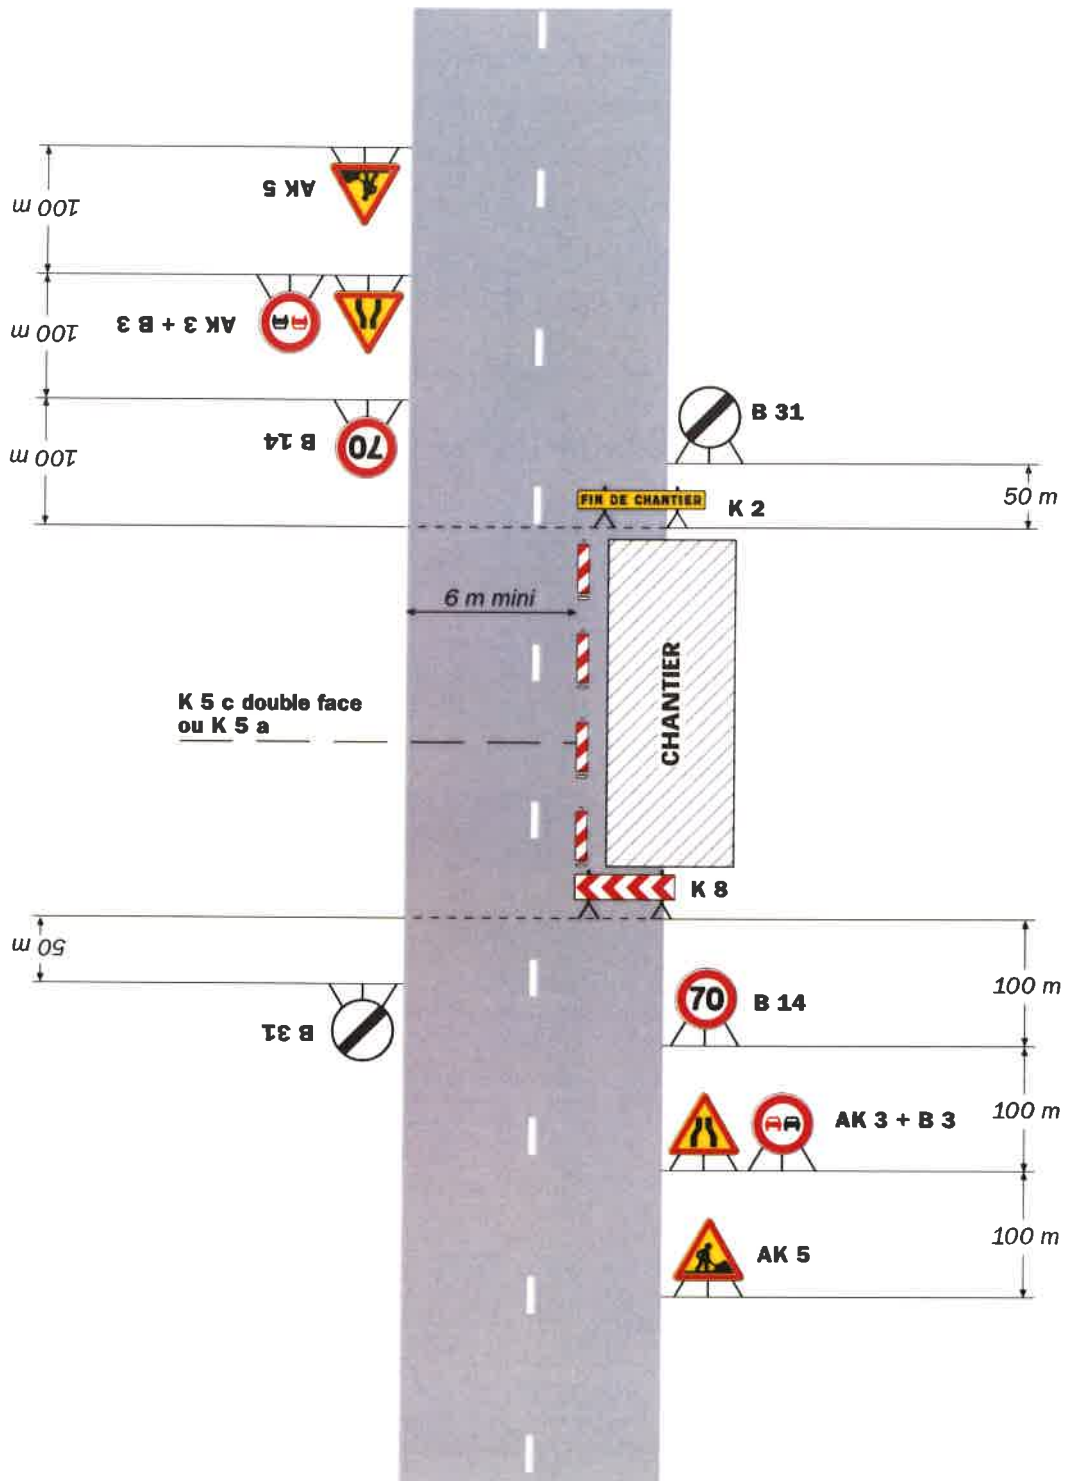 AK 5
100 m
AK 3 + B 3
100 m
B 14
70
100 m
B 31
50 m
FIN DE CHANTIER
K 2
6 m mini
CHANTIER
K 5 c double face
ou K 5 a
K 8
50 m
B 31
70
B 14
100 m
AK 3 + B 3
100 m
AK 5
100 m